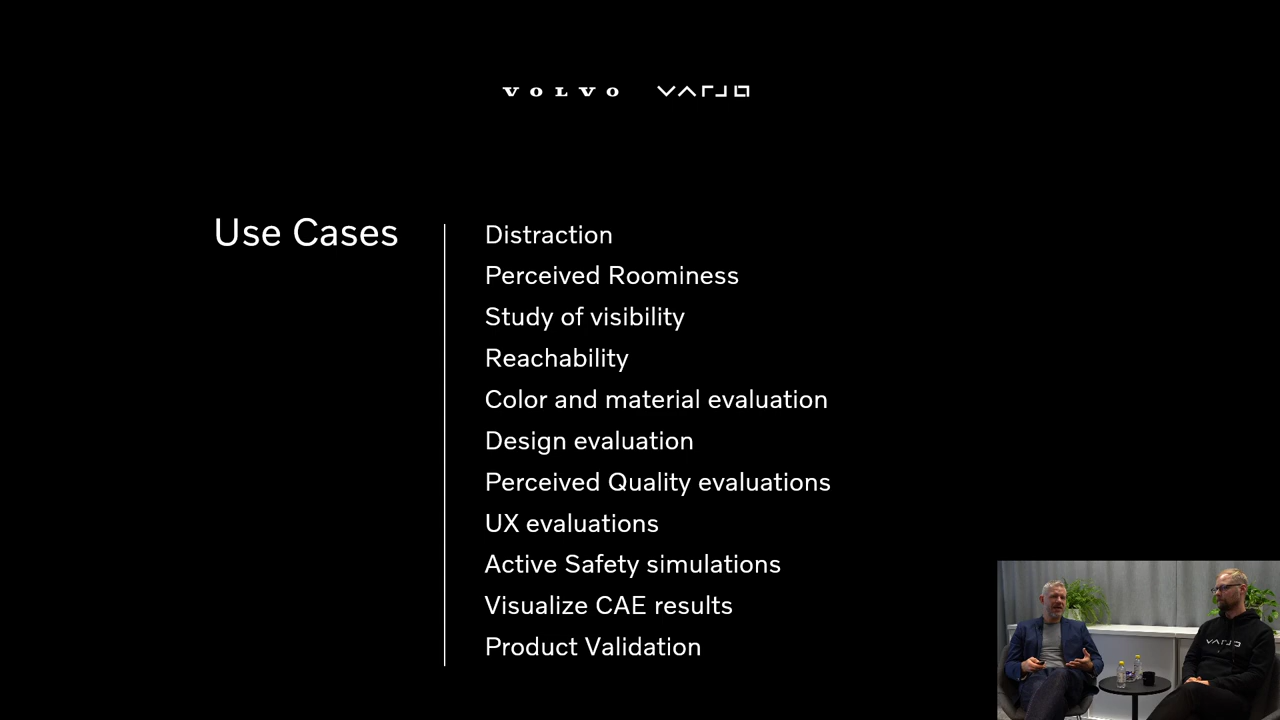 VOLVO VARJO
Use Cases
Distraction
Perceived Roominess
Study of visibility
Reachability
Color and material evaluation
Design evaluation
Perceived Quality evaluations
UX evaluations
Active Safety simulations
Visualize CAE results
Product Validation
VARJO